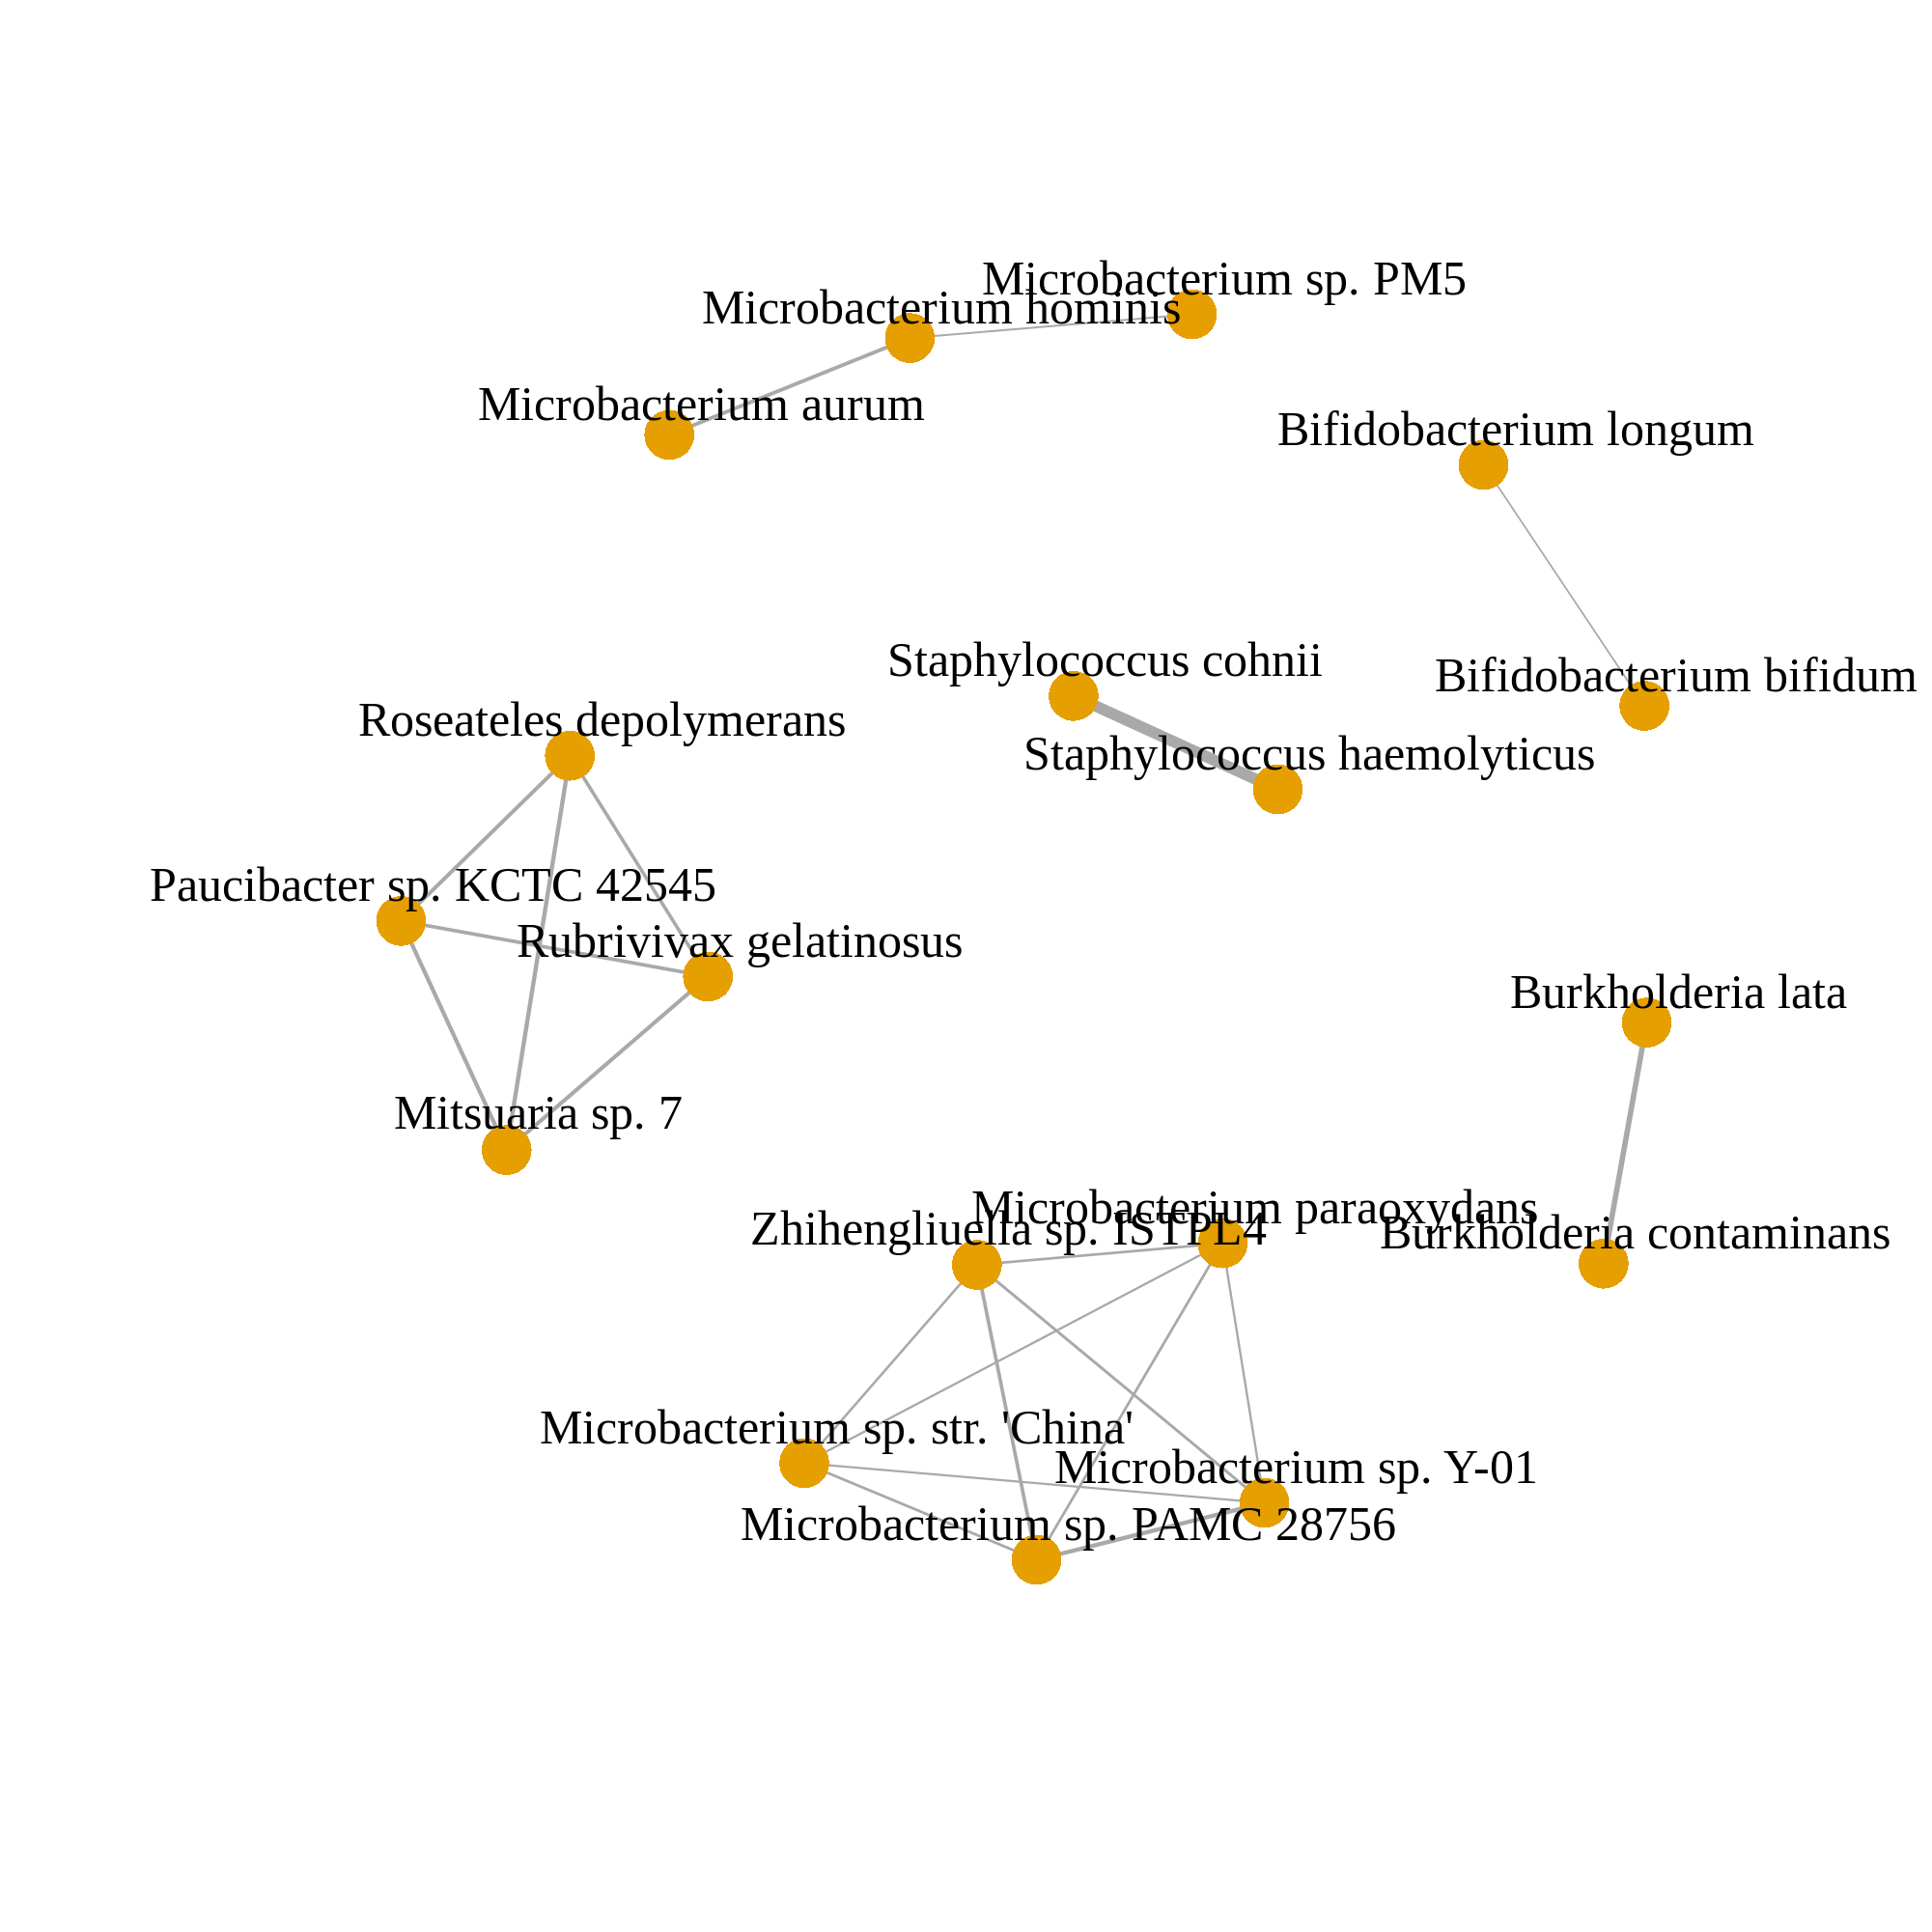 Microbacterium sp. PM5
Microbacterium hominis
Microbacterium aurum
Bifidobacterium longum
Staphylococcus cohnii
Bifidobacterium bifidum
Roseateles depolymerans
Staphylococcus haemolyticus
Paucibacter sp. KCTC 42545
Rubrivivax gelatinosus
Burkholderia lata
Mitsuaria sp. 7
Microbacterium paraoxydans
Zhihengliuella sp. ISTPL4
Burkholderia contaminans
Microbacterium sp. str. 'China'
Microbacterium sp. Y-01
Microbacterium sp. PAMC 28756